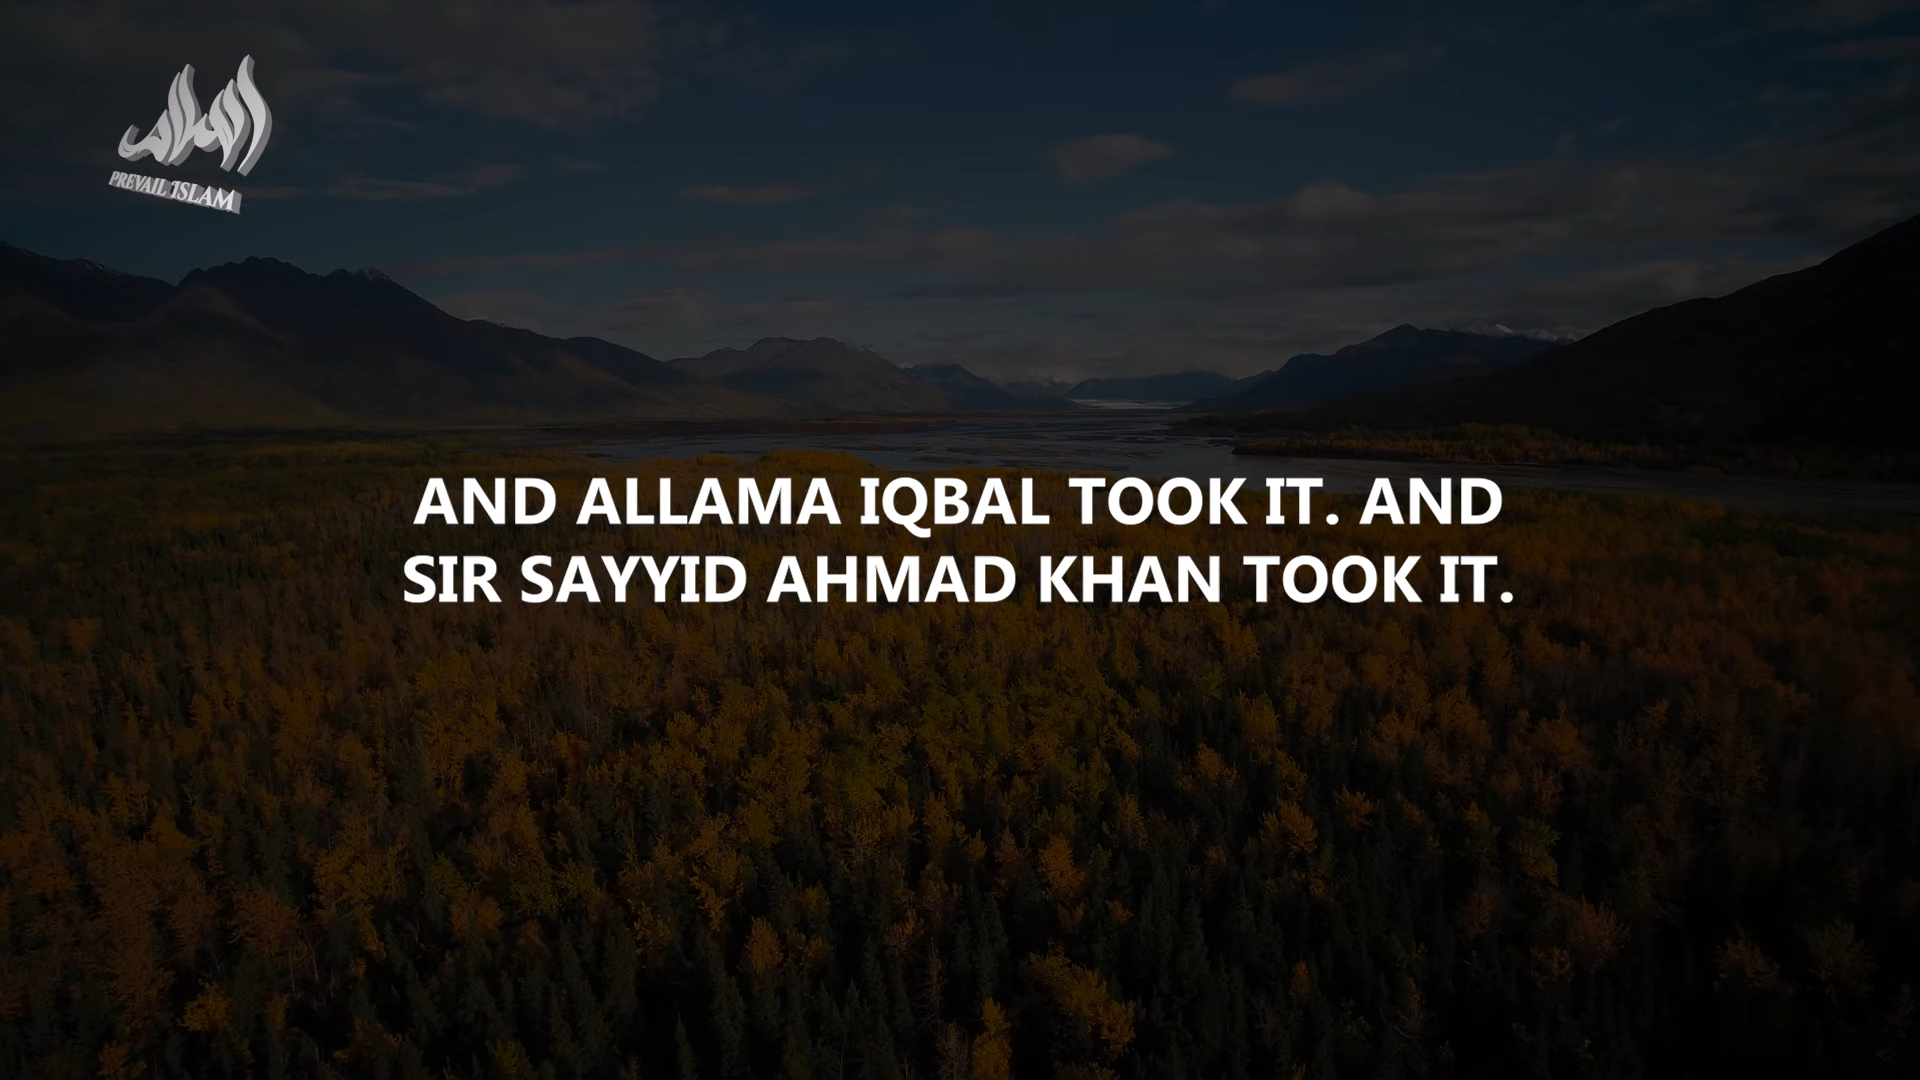 PREVAIL ISLAM
AND ALLAMA IQBAL TOOK IT. AND
SIR SAYYID AHMAD KHAN TOOK IT.